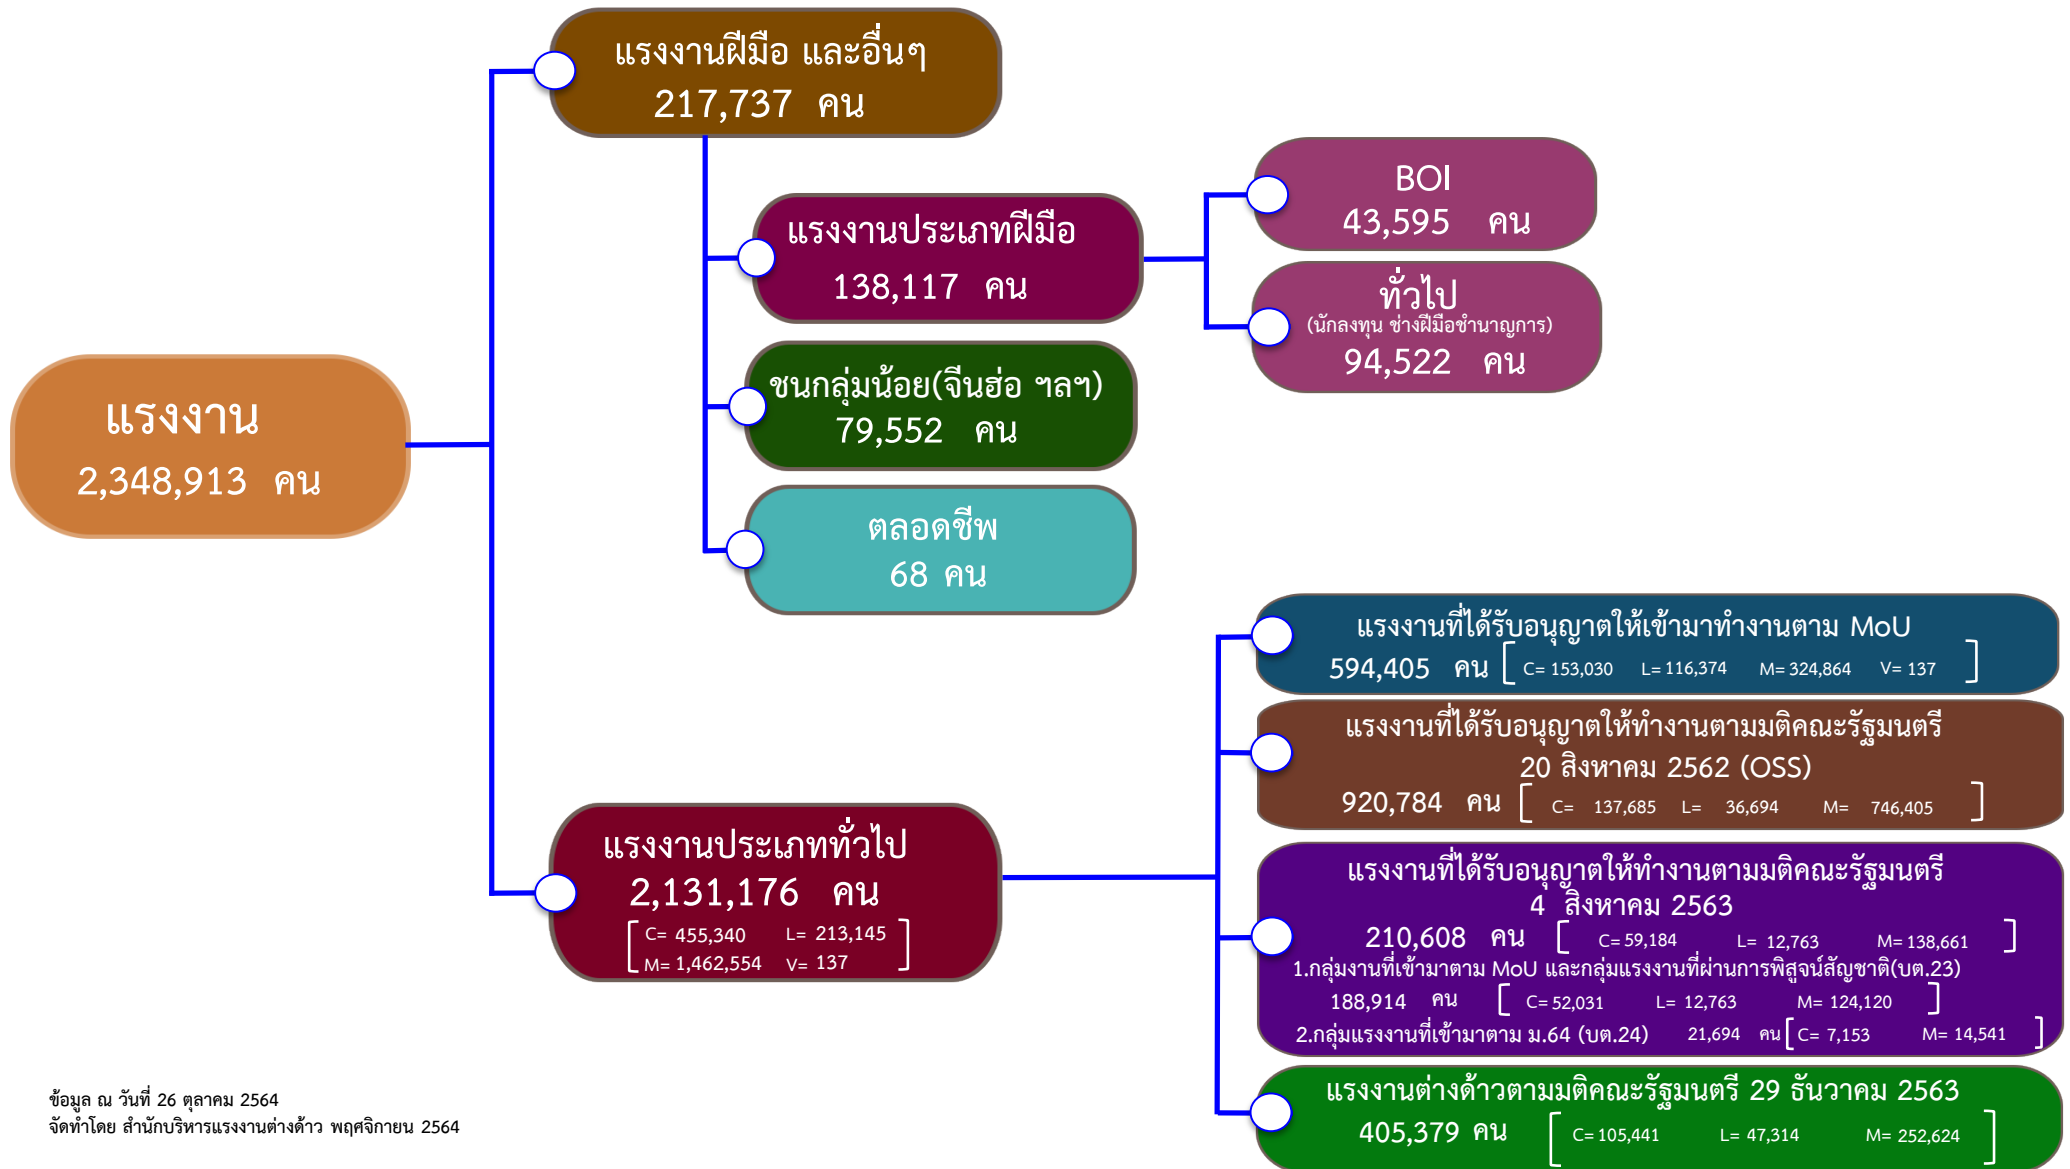 แรงงานฝีมือ และอื่นๆ
217,737 คน
BOI
43,595 คน
แรงงานประเภทฝีมือ
138,117 คน
ทั่วไป
(นักลงทุน ช่างฝีมือชำนาญการ)
94,522 คน
ชนกลุ่มน้อย(จีนฮ่อ ฯลฯ)
79,552 คน
แรงงาน
2,348,913 คน
ตลอดชีพ
68 คน
แรงงานที่ได้รับอนุญาตให้เข้ามาทำงานตาม MoU
594,405 คน [ C= 153,030 L= 116,374 M= 324,864 V= 137 ]
แรงงานที่ได้รับอนุญาตให้ทำงานตามมติคณะรัฐมนตรี
20 สิงหาคม 2562 (OSS)
920,784 คน [ C= 137,685 L= 36,694 M= 746,405 ]
แรงงานประเภททั่วไป
2,131,176 คน
[ C= 455,340 L= 213,145
M= 1,462,554 V= 137 ]
แรงงานที่ได้รับอนุญาตให้ทำงานตามมติคณะรัฐมนตรี
4 สิงหาคม 2563
210,608 คน [ C= 59,184 L= 12,763 M= 138,661 ]
1.กลุ่มงานที่เข้ามาตาม MoU และกลุ่มแรงงานที่ผ่านการพิสูจน์สัญชาติ(บต.23)
188,914 คน [ C= 52,031 L= 12,763 M= 124,120 ]
2.กลุ่มแรงงานที่เข้ามาตาม ม.64 (บต.24) 21,694 คน [ C= 7,153 M= 14,541 ]
แรงงานต่างด้าวตามมติคณะรัฐมนตรี 29 ธันวาคม 2563
405,379 คน [ C= 105,441 L= 47,314 M= 252,624 ]
ข้อมูล ณ วันที่ 26 ตุลาคม 2564
จัดทำโดย สำนักบริหารแรงงานต่างด้าว พฤศจิกายน 2564